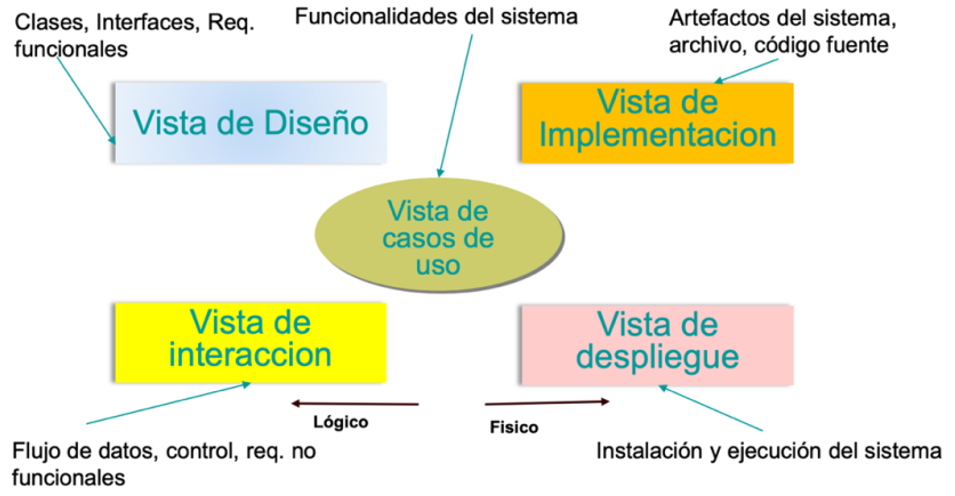 Clases, Interfaces, Req.
funcionales
Funcionalidades del sistema
Artefactos del sistema,
archivo, código fuente
Vista de Diseño
Vista de
Implementacion
Vista de
casos de
uso
Vista de
interaccion
Vista de
despliegue
Lógico
Fisico
Flujo de datos, control, req. no
funcionales
Instalación y ejecución del sistema